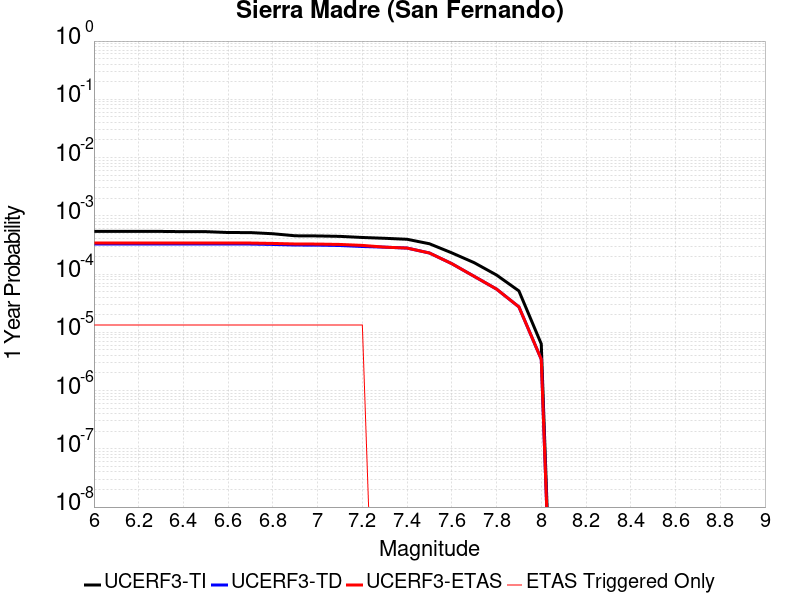 Sierra Madre (San Fernando)
10^0
10^-1
10^-2
10^-3
10^-4
10^-5
10^-6
10^-7
10^-8
1 Year Probability
6 6.2 6.4 6.6 6.8 7 7.2 7.4 7.6 7.8 8 8.2 8.4 8.6 8.8 9
Magnitude
UCERF3-TI UCERF3-TD UCERF3-ETAS ETAS Triggered Only